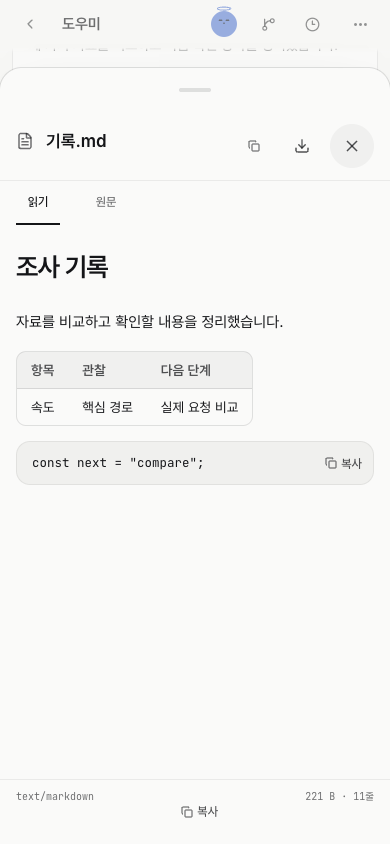 도우미
기록.md
읽기 원문
조사 기록
자료를 비교하고 확인할 내용을 정리했습니다.
항목 관찰 다음 단계
속도 핵심 경로 실제 요청 비교
const next = "compare"; 복사
text/markdown 221 B · 11줄
복사